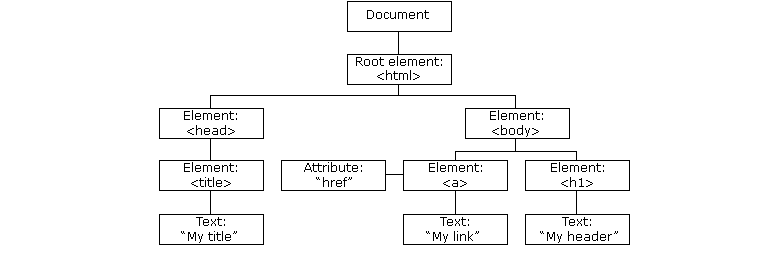 Document
Root element:
<html>
Element:
<head>
Element:
<body>
Element:
<title>
Attribute:
“href”
Element:
<a>
Element:
<h1>
Text:
“My title”
Text:
“My link”
Text:
“My header”